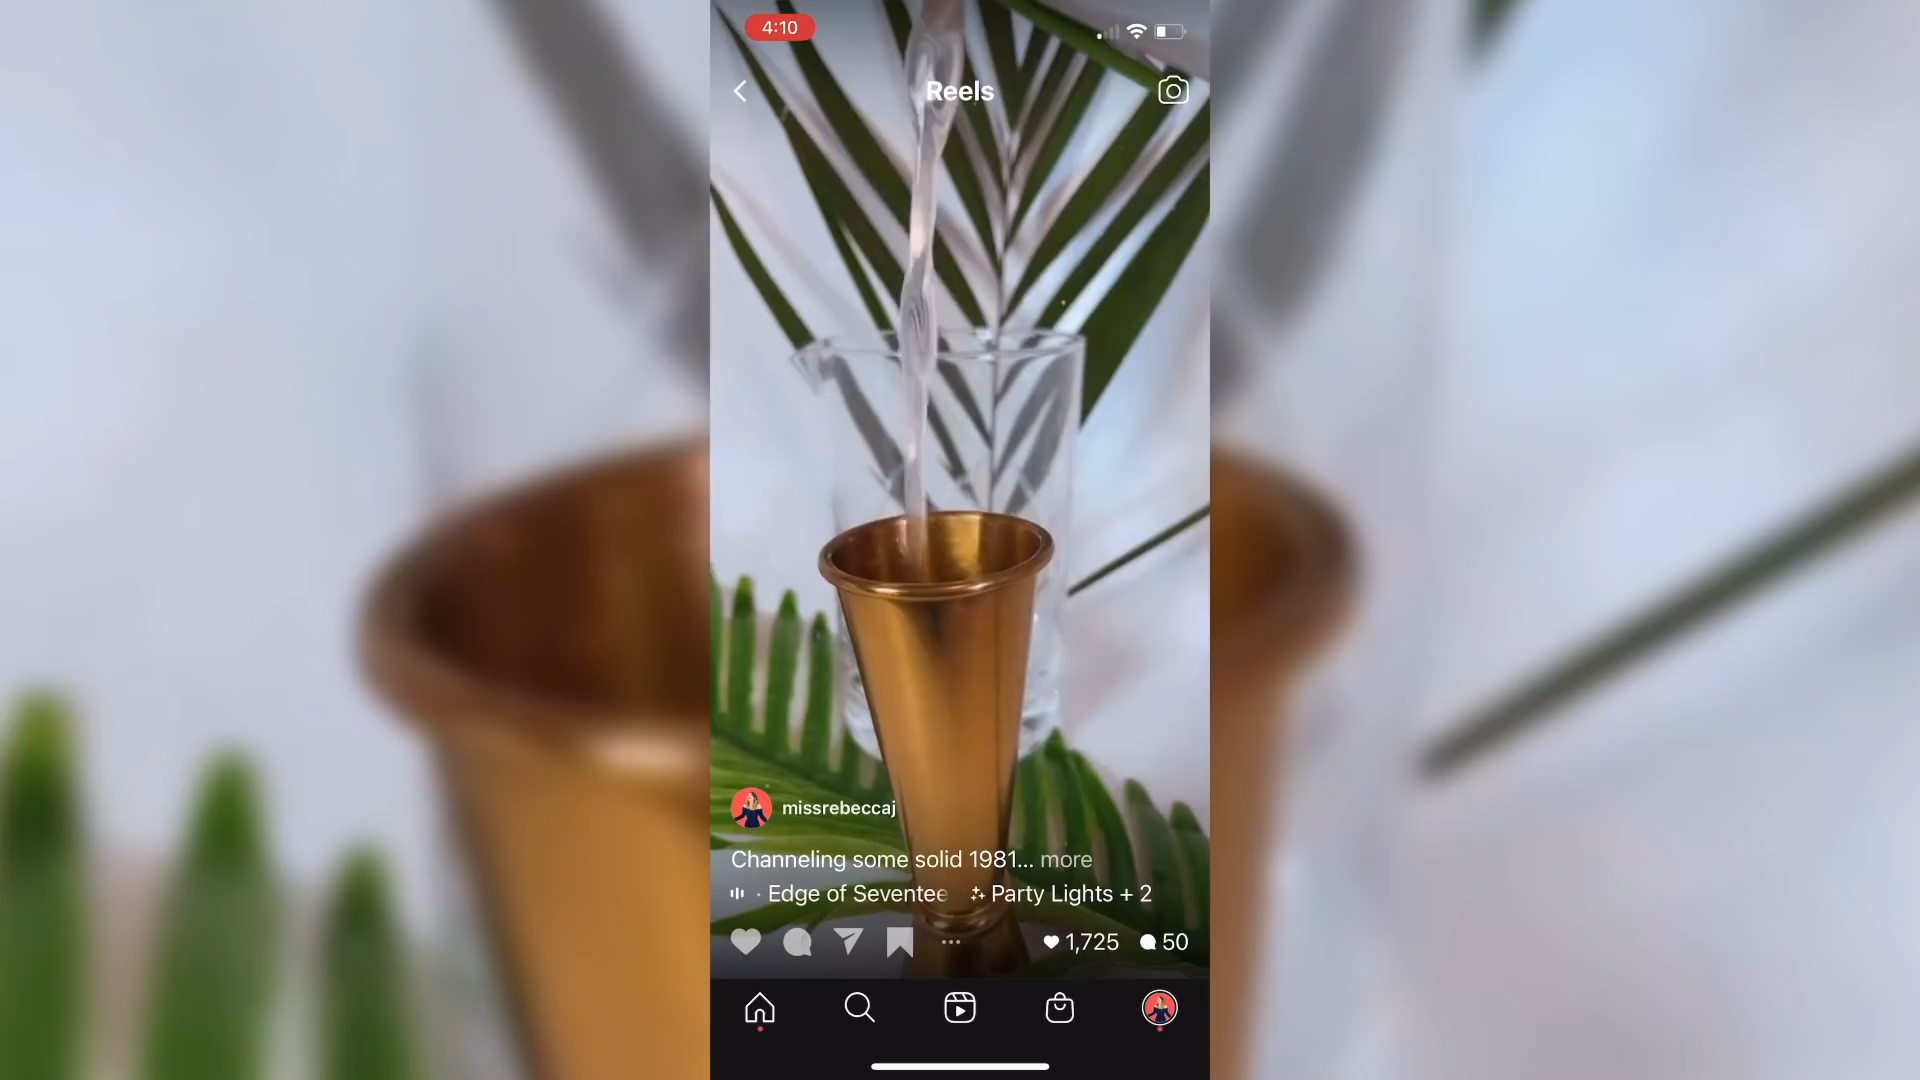 4:10
Reels
missrebeccaj
Channeling some solid 1981... more
· Edge of Seventee
Party Lights + 2
1,725
50